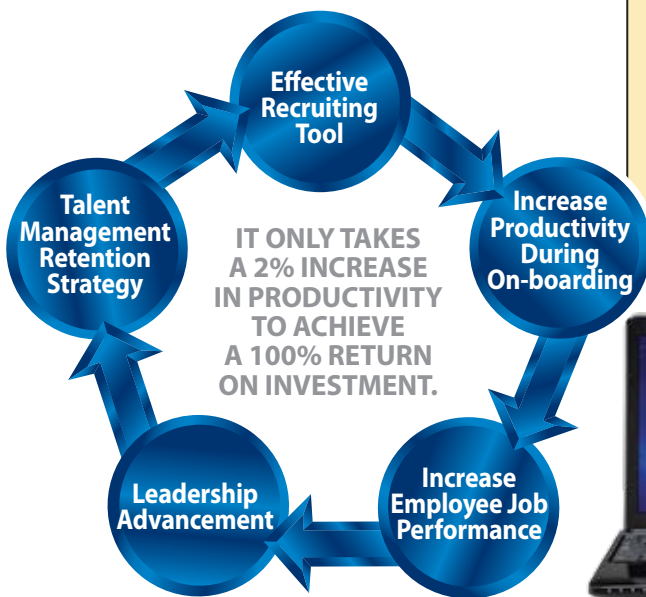 Effective
Recruiting
Tool
Increase
Productivity
During
On-boarding
Increase
Employee Job
Performance
Leadership
Advancement
Talent
Management
Retention
Strategy
IT ONLY TAKES
A 2% INCREASE
IN PRODUCTIVITY
TO ACHIEVE
A 100% RETURN
ON INVESTMENT.